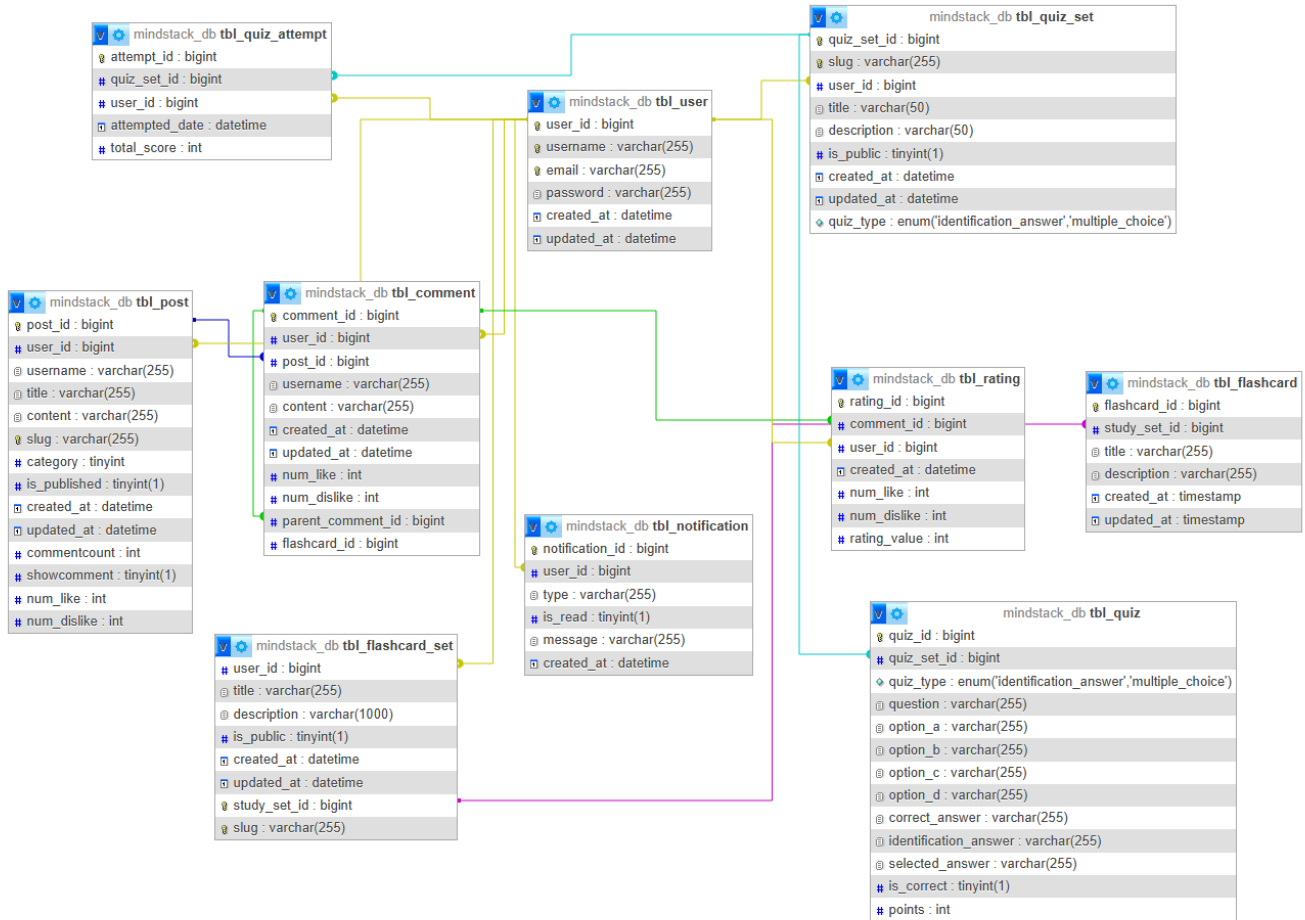 mindstack_db tbl_quiz_attempt
attempt_id : bigint
quiz_set_id : bigint
user_id : bigint
attempted_date : datetime
total_score : int
mindstack_db tbl_user
user_id : bigint
username : varchar(255)
email : varchar(255)
password : varchar(255)
created_at : datetime
updated_at : datetime
mindstack_db tbl_quiz_set
quiz_set_id : bigint
slug : varchar(255)
user_id : bigint
title : varchar(50)
description : varchar(50)
is_public : tinyint(1)
created_at : datetime
updated_at : datetime
quiz_type : enum('identification_answer','multiple_choice')
mindstack_db tbl_post
post_id : bigint
user_id : bigint
username : varchar(255)
title : varchar(255)
content : varchar(255)
slug : varchar(255)
category : tinyint
is_published : tinyint(1)
created_at : datetime
updated_at : datetime
commentcount : int
showcomment : tinyint(1)
num_like : int
num_dislike : int
mindstack_db tbl_comment
comment_id : bigint
user_id : bigint
post_id : bigint
username : varchar(255)
content : varchar(255)
created_at : datetime
updated_at : datetime
num_like : int
num_dislike : int
parent_comment_id : bigint
flashcard_id : bigint
mindstack_db tbl_rating
rating_id : bigint
comment_id : bigint
user_id : bigint
created_at : datetime
num_like : int
num_dislike : int
rating_value : int
mindstack_db tbl_flashcard
flashcard_id : bigint
study_set_id : bigint
title : varchar(255)
description : varchar(255)
created_at : timestamp
updated_at : timestamp
mindstack_db tbl_notification
notification_id : bigint
user_id : bigint
type : varchar(255)
is_read : tinyint(1)
message : varchar(255)
created_at : datetime
mindstack_db tbl_flashcard_set
user_id : bigint
title : varchar(255)
description : varchar(1000)
is_public : tinyint(1)
created_at : datetime
updated_at : datetime
study_set_id : bigint
slug : varchar(255)
mindstack_db tbl_quiz
quiz_id : bigint
quiz_set_id : bigint
quiz_type : enum('identification_answer','multiple_choice')
question : varchar(255)
option_a : varchar(255)
option_b : varchar(255)
option_c : varchar(255)
option_d : varchar(255)
correct_answer : varchar(255)
identification_answer : varchar(255)
selected_answer : varchar(255)
is_correct : tinyint(1)
points : int